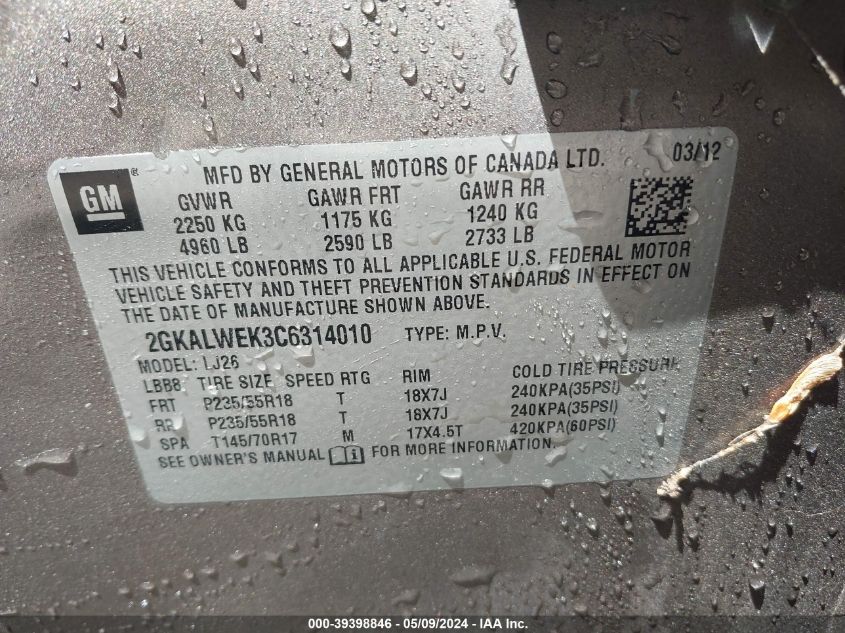 MFD BY GENERAL MOTORS OF CANADA LTD. 03/12
GM
GVWR GAWR FRT GAWR RR
2250 KG 1175 KG 1240 KG
4960 LB 2590 LB 2733 LB
THIS VEHICLE CONFORMS TO ALL APPLICABLE U.S. FEDERAL MOTOR
VEHICLE SAFETY AND THEFT PREVENTION STANDARDS IN EFFECT ON
THE DATE OF MANUFACTURE SHOWN ABOVE.
2GKALWEK3C6314010 TYPE: M.P.V.
MODEL: LJ26
LBB8 TIRE SIZE SPEED RTG RIM COLD TIRE PRESSURE
FRT P235/55R18 T 18X7J 240KPA(35PSI)
RR P235/55R18 T 18X7J 240KPA(35PSI)
SPA T145/70R17 M 17X4.5T 420KPA(60PSI)
SEE OWNER'S MANUAL FOR MORE INFORMATION.
000-39398846 - 05/09/2024 - IAA Inc.